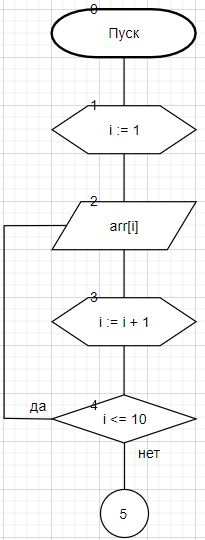 0
Пуск
1
i := 1
2
arr[i]
3
i := i + 1
4
да
i <= 10
нет
5